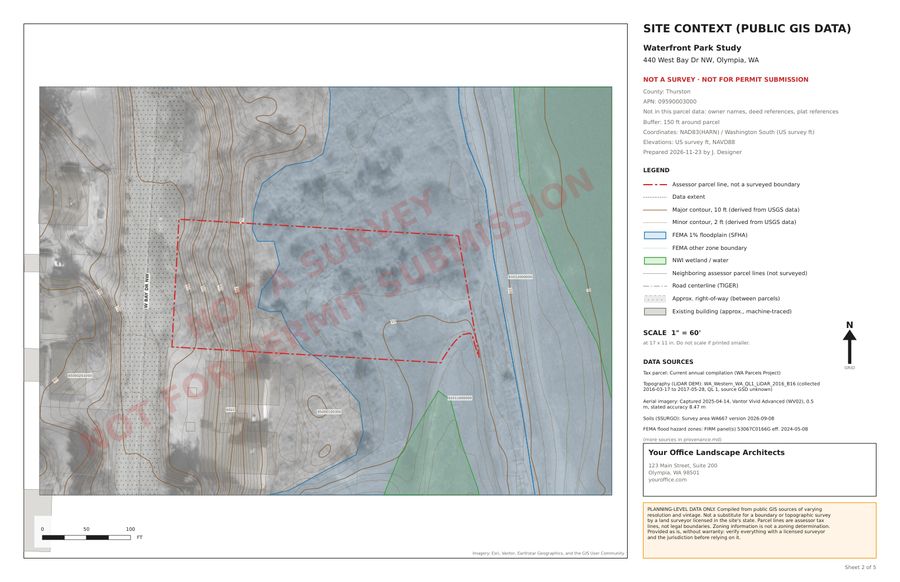 SITE CONTEXT (PUBLIC GIS DATA)
Waterfront Park Study
440 West Bay Dr NW, Olympia, WA
NOT A SURVEY · NOT FOR PERMIT SUBMISSION
County: Thurston
APN: 09590003000
Not in this parcel data: owner names, deed references, plat references
Buffer: 150 ft around parcel
Coordinates: NAD83(HARN) / Washington South (US survey ft)
Elevations: US survey ft, NAVD88
Prepared 2026-11-23 by J. Designer
LEGEND
Assessor parcel line, not a surveyed boundary
Data extent
Major contour, 10 ft (derived from USGS data)
Minor contour, 2 ft (derived from USGS data)
FEMA 1% floodplain (SFHA)
FEMA other zone boundary
NWI wetland / water
Neighboring assessor parcel lines (not surveyed)
Road centerline (TIGER)
Approx. right-of-way (between parcels)
Existing building (approx., machine-traced)
SCALE 1" = 60'
at 17 x 11 in. Do not scale if printed smaller.
N
GRID
DATA SOURCES
Tax parcel: Current annual compilation (WA Parcels Project)
Topography (LiDAR DEM): WA_Western_WA_QL1_LiDAR_2016_B16 (collected
2016-03-17 to 2017-05-28, QL 1, source GSD unknown)
Aerial imagery: Captured 2025-04-14, Vantor Vivid Advanced (WV02), 0.5
m, stated accuracy 8.47 m
Soils (SSURGO): Survey area WA667 version 2026-09-08
FEMA flood hazard zones: FIRM panel(s) 53067C0166G eff. 2024-05-08
(more sources in provenance.md)
Your Office Landscape Architects
123 Main Street, Suite 200
Olympia, WA 98501
youroffice.com
PLANNING-LEVEL DATA ONLY. Compiled from public GIS sources of varying
resolution and vintage. Not a substitute for a boundary or topographic survey
by a land surveyor licensed in the site's state. Parcel lines are assessor tax
lines, not legal boundaries. Zoning information is not a zoning determination.
Provided as is, without warranty: verify everything with a licensed surveyor
and the jurisdiction before relying on it.
Sheet 2 of 5
NOT A SURVEY
NOT FOR PERMIT SUBMISSION
W BAY DR NW
0 50 100 FT
Imagery: Esri, Vantor, Earthstar Geographics, and the GIS User Community